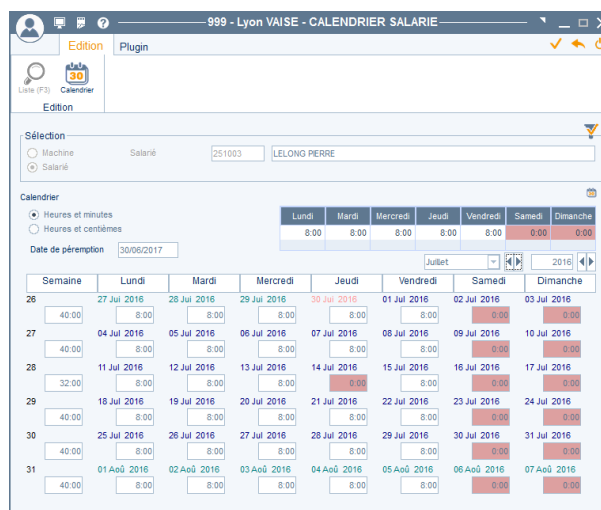 999 - Lyon VAISE - CALENDRIER SALARIE
Edition Plugin
Liste (F3) Calendrier
30
Edition
Sélection
Machine Salarié 251003 LELONG PIERRE
Salarié
Calendrier
Heures et minutes
Heures et centièmes
Lundi Mardi Mercredi Jeudi Vendredi Samedi Dimanche
8:00 8:00 8:00 8:00 8:00 0:00 0:00
Date de péremption 30/06/2017
Juillet 2016
Semaine Lundi Mardi Mercredi Jeudi Vendredi Samedi Dimanche
26 27 Jui 2016 28 Jui 2016 29 Jui 2016 30 Jui 2016 01 Jul 2016 02 Jul 2016 03 Jul 2016
40:00 8:00 8:00 8:00 8:00 8:00 0:00 0:00
27 04 Jul 2016 05 Jul 2016 06 Jul 2016 07 Jul 2016 08 Jul 2016 09 Jul 2016 10 Jul 2016
40:00 8:00 8:00 8:00 8:00 8:00 0:00 0:00
28 11 Jul 2016 12 Jul 2016 13 Jul 2016 14 Jul 2016 15 Jul 2016 16 Jul 2016 17 Jul 2016
32:00 8:00 8:00 8:00 0:00 8:00 0:00 0:00
29 18 Jul 2016 19 Jul 2016 20 Jul 2016 21 Jul 2016 22 Jul 2016 23 Jul 2016 24 Jul 2016
40:00 8:00 8:00 8:00 8:00 8:00 0:00 0:00
30 25 Jul 2016 26 Jul 2016 27 Jul 2016 28 Jul 2016 29 Jul 2016 30 Jul 2016 31 Jul 2016
40:00 8:00 8:00 8:00 8:00 8:00 0:00 0:00
31 01 Aoû 2016 02 Aoû 2016 03 Aoû 2016 04 Aoû 2016 05 Aoû 2016 06 Aoû 2016 07 Aoû 2016
40:00 8:00 8:00 8:00 8:00 8:00 0:00 0:00